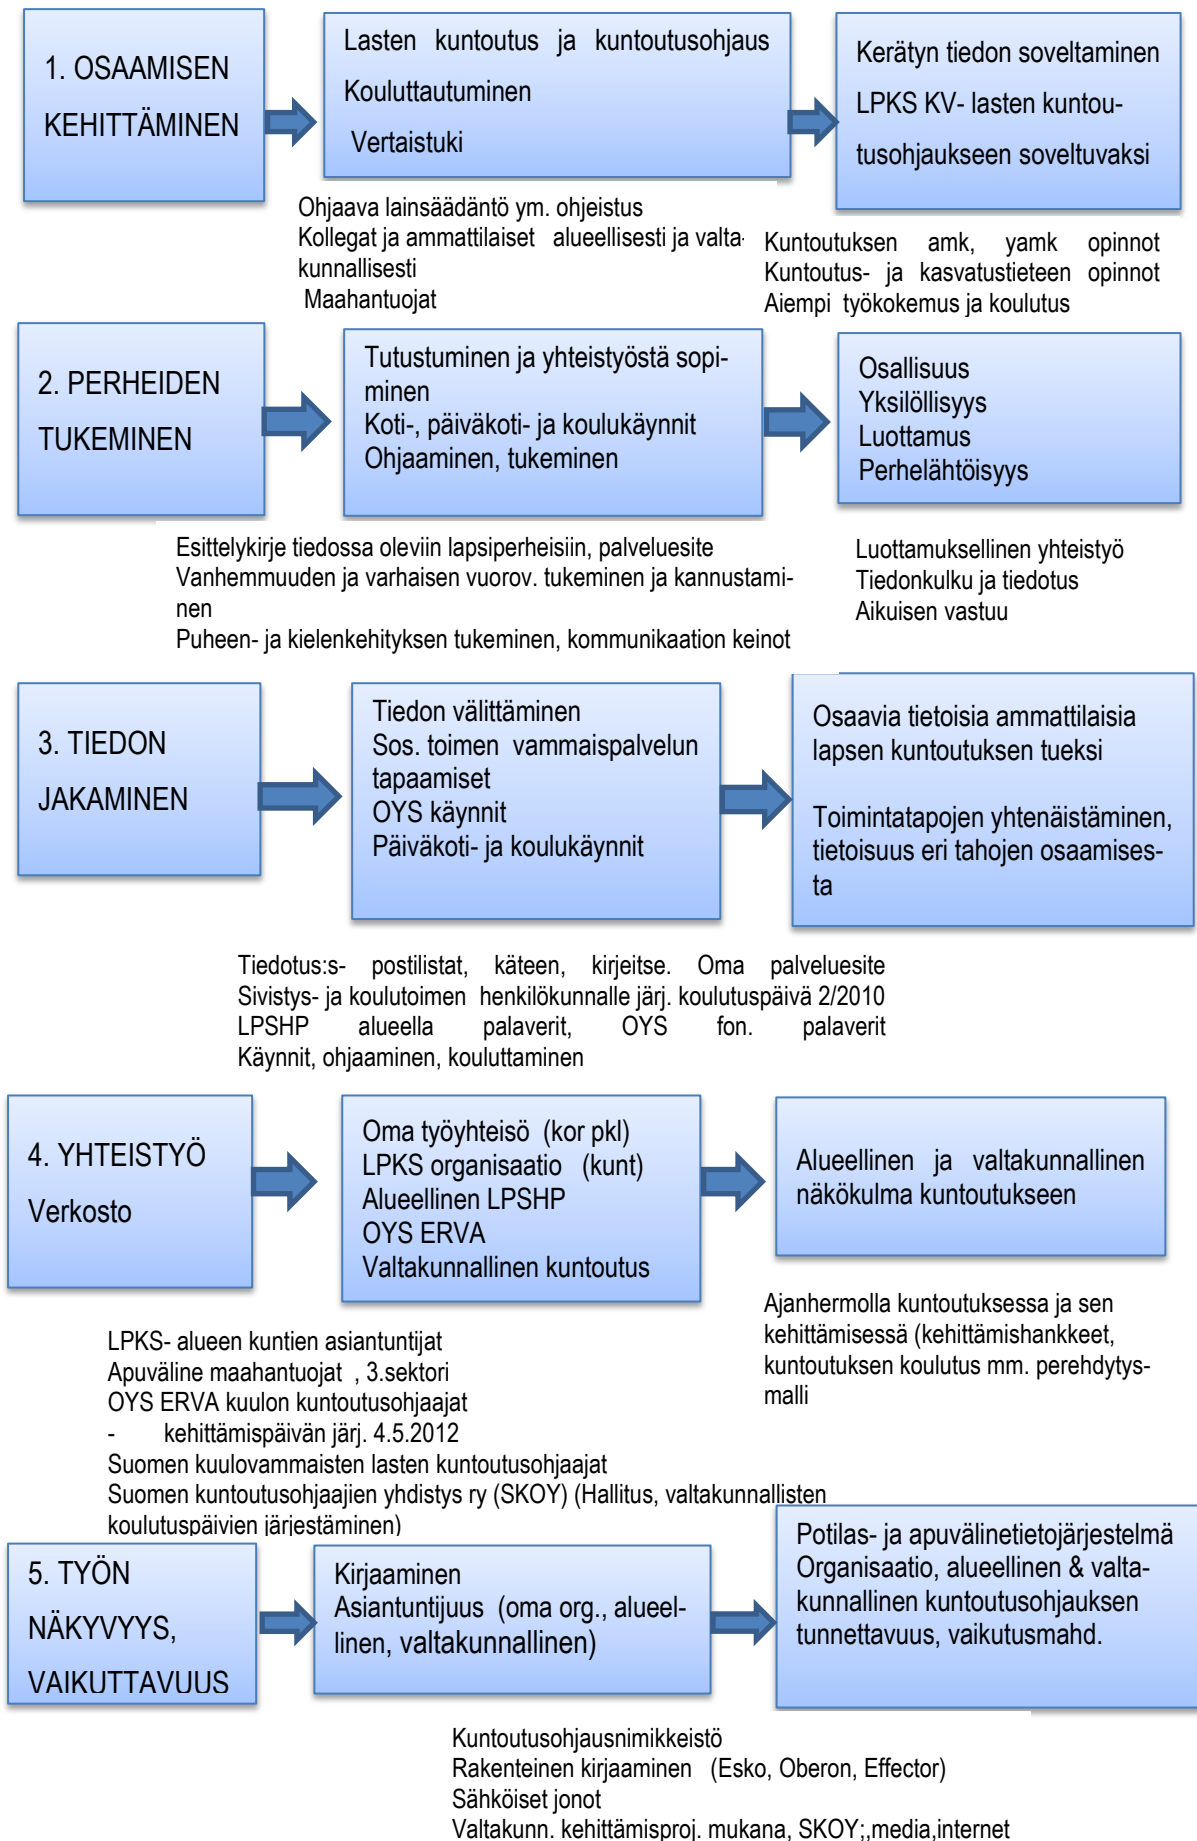 1. OSAAMISEN
KEHITTÄMINEN
Lasten kuntoutus ja kuntoutusohjaus
Kouluttautuminen
Vertaistuki
Kerätyn tiedon soveltaminen
LPKS KV- lasten kuntou-
tusohjaukseen soveltuvaksi
Ohjaava lainsäädäntö ym. ohjeistus
Kollegat ja ammattilaiset alueellisesti ja valta-
kunnallisesti
Maahantuojat
Kuntoutuksen amk, yamk opinnot
Kuntoutus- ja kasvatustieteen opinnot
Aiempi työkokemus ja koulutus
2. PERHEIDEN
TUKEMINEN
Tutustuminen ja yhteistyöstä sopi-
minen
Koti-, päiväkoti- ja koulukäynnit
Ohjaaminen, tukeminen
Osallisuus
Yksilöllisyys
Luottamus
Perhelähtöisyys
Esittelykirje tiedossa oleviin lapsiperheisiin, palveluesite
Vanhemmuuden ja varhaisen vuorov. tukeminen ja kannustami-
nen
Puheen- ja kielenkehityksen tukeminen, kommunikaation keinot
Luottamuksellinen yhteistyö
Tiedonkulku ja tiedotus
Aikuisen vastuu
3. TIEDON
JAKAMINEN
Tiedon välittäminen
Sos. toimen vammaispalvelun
tapaamiset
OYS käynnit
Päiväkoti- ja koulukäynnit
Osaavia tietoisia ammattilaisia
lapsen kuntoutuksen tueksi
Toimintatapojen yhtenäistäminen,
tietoisuus eri tahojen osaamises-
ta
Tiedotus:s- postilistat, käteen, kirjeitse. Oma palveluesite
Sivistys- ja koulutoimen henkilökunnalle järj. koulutuspäivä 2/2010
LPSHP alueella palaverit, OYS fon. palaverit
Käynnit, ohjaaminen, kouluttaminen
4. YHTEISTYÖ
Verkosto
Oma työyhteisö (kor pkl)
LPKS organisaatio (kunt)
Alueellinen LPSHP
OYS ERVA
Valtakunnallinen kuntoutus
Alueellinen ja valtakunnallinen
näkökulma kuntoutukseen
Ajanhermolla kuntoutuksessa ja sen
kehittämisessä (kehittämishankkeet,
kuntoutuksen koulutus mm. perehdytys-
malli
LPKS- alueen kuntien asiantuntijat
Apuväline maahantuojat , 3.sektori
OYS ERVA kuulon kuntoutusohjaajat
- kehittämispäivän järj. 4.5.2012
Suomen kuulovammaisten lasten kuntoutusohjaajat
Suomen kuntoutusohjaajien yhdistys ry (SKOY) (Hallitus, valtakunnallisten
koulutuspäivien järjestäminen)
5. TYÖN
NÄKYVYYS,
VAIKUTTAVUUS
Kirjaaminen
Asiantuntijuus (oma org., alueel-
linen, valtakunnallinen)
Potilas- ja apuvälinetietojärjestelmä
Organisaatio, alueellinen & valta-
kunnallinen kuntoutusohjauksen
tunnettavuus, vaikutusmahd.
Kuntoutusohjausnimikkeistö
Rakenteinen kirjaaminen (Esko, Oberon, Effector)
Sähköiset jonot
Valtakunn. kehittämisproj. mukana, SKOY;,media,internet